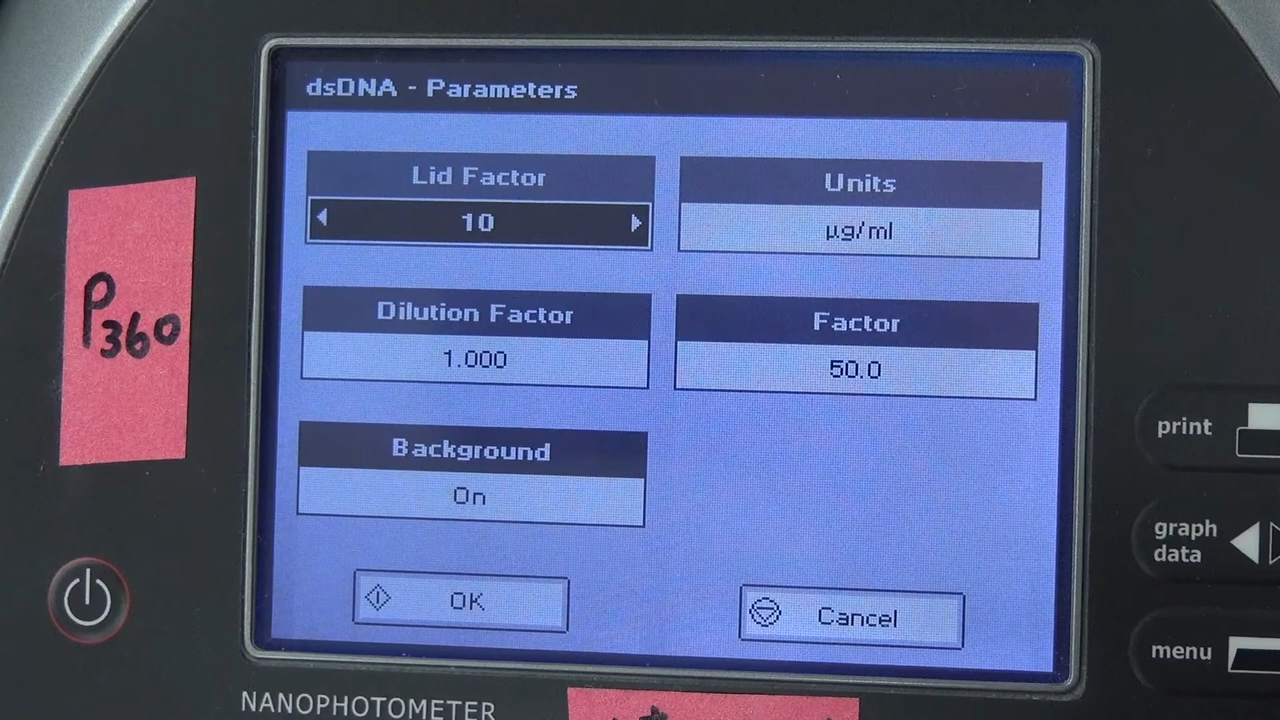 dsDNA - Parameters
Lid Factor
10
Units
µg/ml
Dilution Factor
1.000
Factor
50.0
Background
On
OK
Cancel
P360
print
graph
data
menu
NANOPHOTOMETER